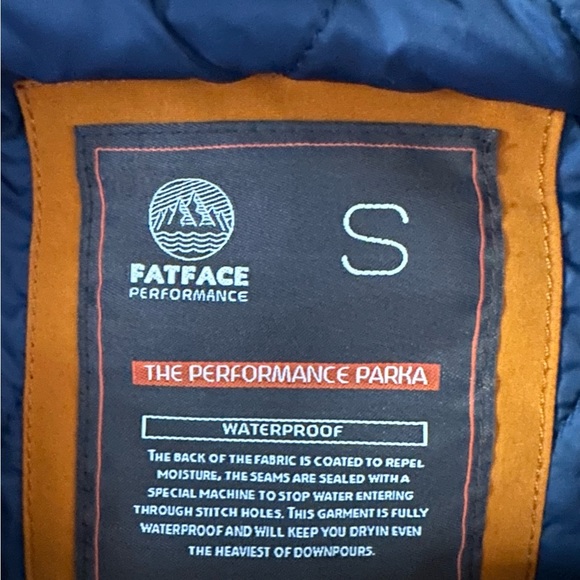 FATFACE
PERFORMANCE
S
THE PERFORMANCE PARKA
WATERPROOF
THE BACK OF THE FABRIC IS COATED TO REPEL
MOISTURE, THE SEAMS ARE SEALED WITH A
SPECIAL MACHINE TO STOP WATER ENTERING
THROUGH STITCH HOLES. THIS GARMENT IS FULLY
WATERPROOF AND WILL KEEP YOU DRY IN EVEN
THE HEAVIEST OF DOWNPOURS.